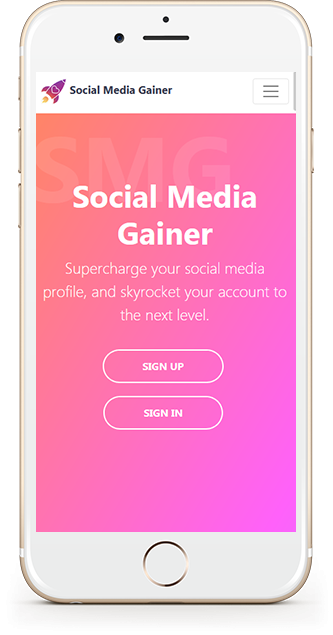 Social Media Gainer
SMG
Social Media
Gainer
Supercharge your social media
profile, and skyrocket your account to
the next level.
SIGN UP
SIGN IN